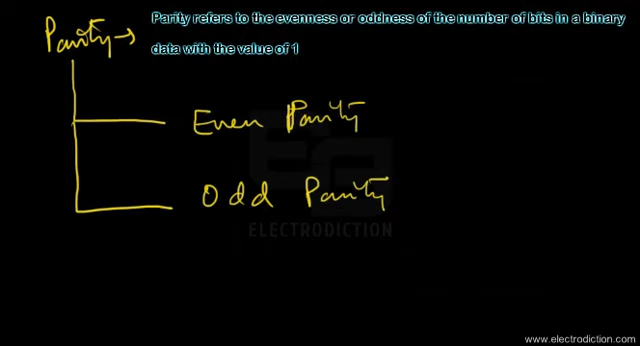 Parity → Parity refers to the evenness or oddness of the number of bits in a binary
data with the value of 1
Even Parity
Odd Parity
ELECTRODICTION
www.electrodiction.com